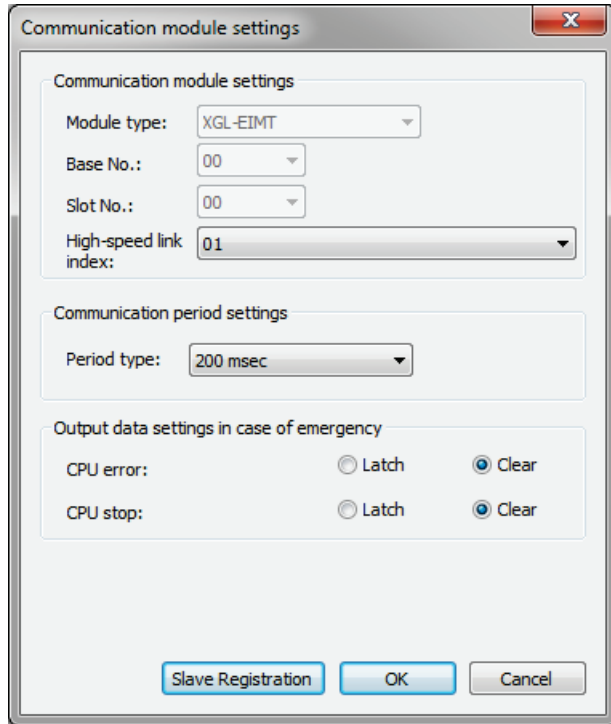 Communication module settings
Communication module settings
Module type: XGL-EIMT
Base No.: 00
Slot No.: 00
High-speed link
index: 01
Communication period settings
Period type: 200 msec
Output data settings in case of emergency
CPU error: Latch Clear
CPU stop: Latch Clear
Slave Registration OK Cancel